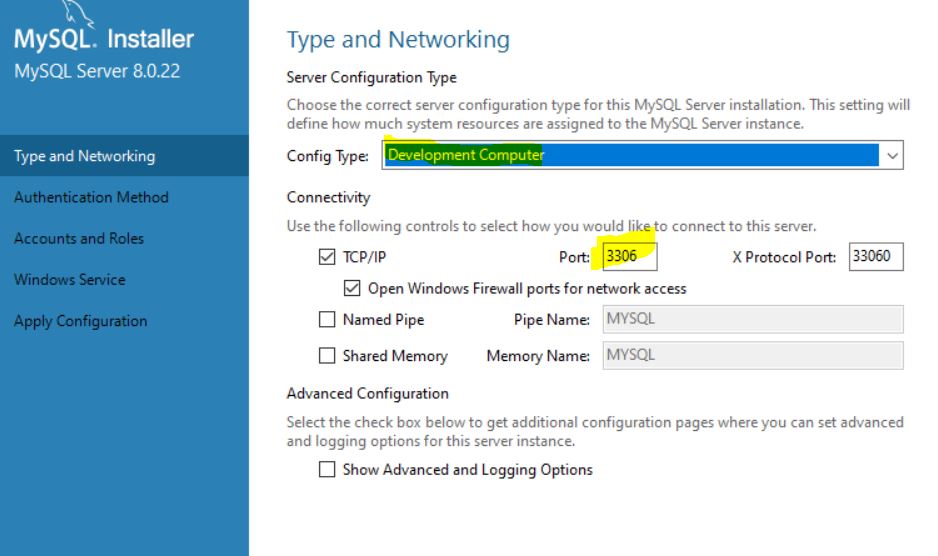 MySQL. Installer
MySQL Server 8.0.22
Type and Networking
Authentication Method
Accounts and Roles
Windows Service
Apply Configuration
Type and Networking
Server Configuration Type
Choose the correct server configuration type for this MySQL Server installation. This setting will
define how much system resources are assigned to the MySQL Server instance.
Config Type: Development Computer
Connectivity
Use the following controls to select how you would like to connect to this server.
TCP/IP Port: 3306 X Protocol Port: 33060
Open Windows Firewall ports for network access
Named Pipe Pipe Name: MYSQL
Shared Memory Memory Name: MYSQL
Advanced Configuration
Select the check box below to get additional configuration pages where you can set advanced
and logging options for this server instance.
Show Advanced and Logging Options